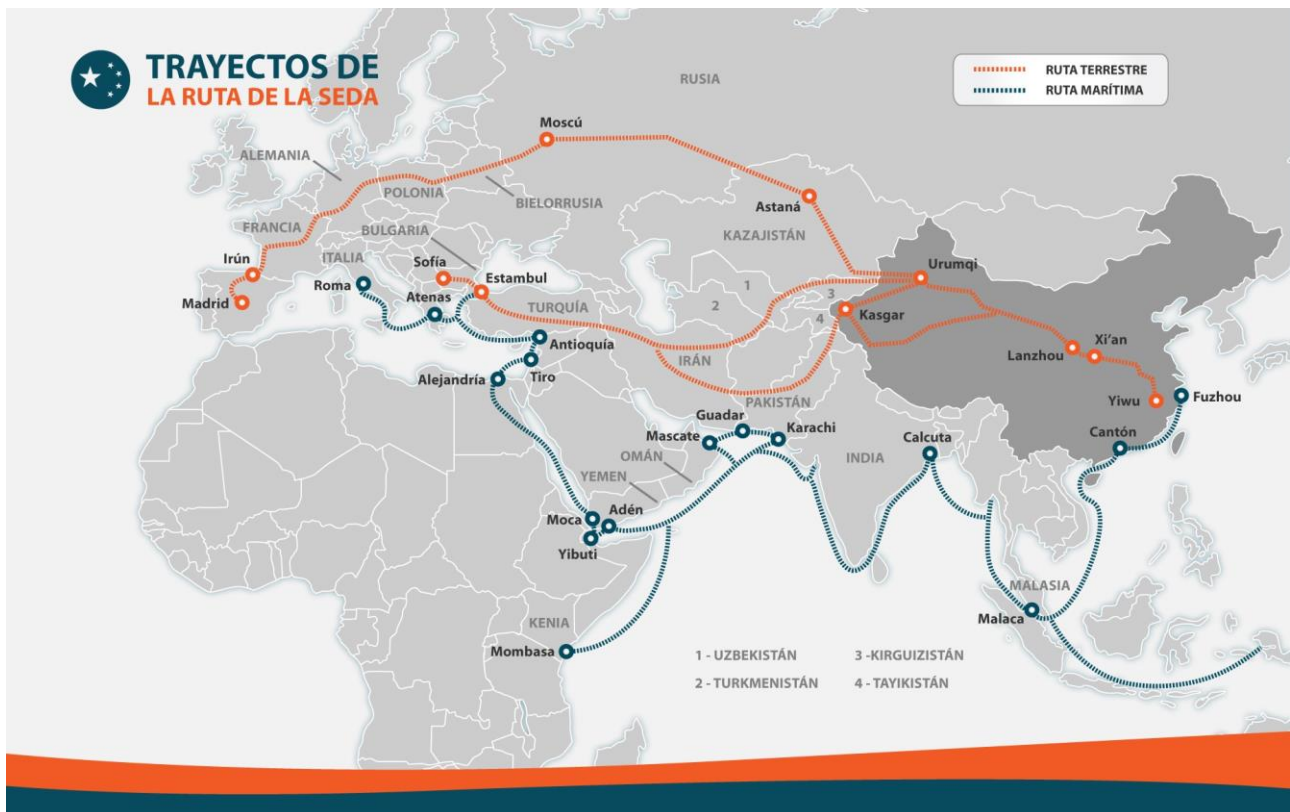 TRAYECTOS DE
LA RUTA DE LA SEDA
RUTA TERRESTRE
RUTA MARÍTIMA
RUSIA
Moscú
ALEMANIA
POLONIA
BIELORRUSIA
Astaná
FRANCIA
KAZAJISTÁN
BULGARIA
Irún
ITALIA
Sofía
Estambul
Urumqi
Roma
Madrid
Atenas
TURQUÍA
1
2
3
4
Kasgar
Antioquía
IRÁN
Lanzhou
Xi'an
Alejandría
Tiro
PAKISTÁN
Yiwu
Fuzhou
Guadar
Mascate
Karachi
Calcuta
Cantón
OMÁN
INDIA
YEMEN
Moca
Adén
Yibuti
MALASIA
Malaca
KENIA
Mombasa
1 - UZBEKISTÁN
3 -KIRGUIZISTÁN
2 - TURKMENISTÁN
4 - TAYIKISTÁN